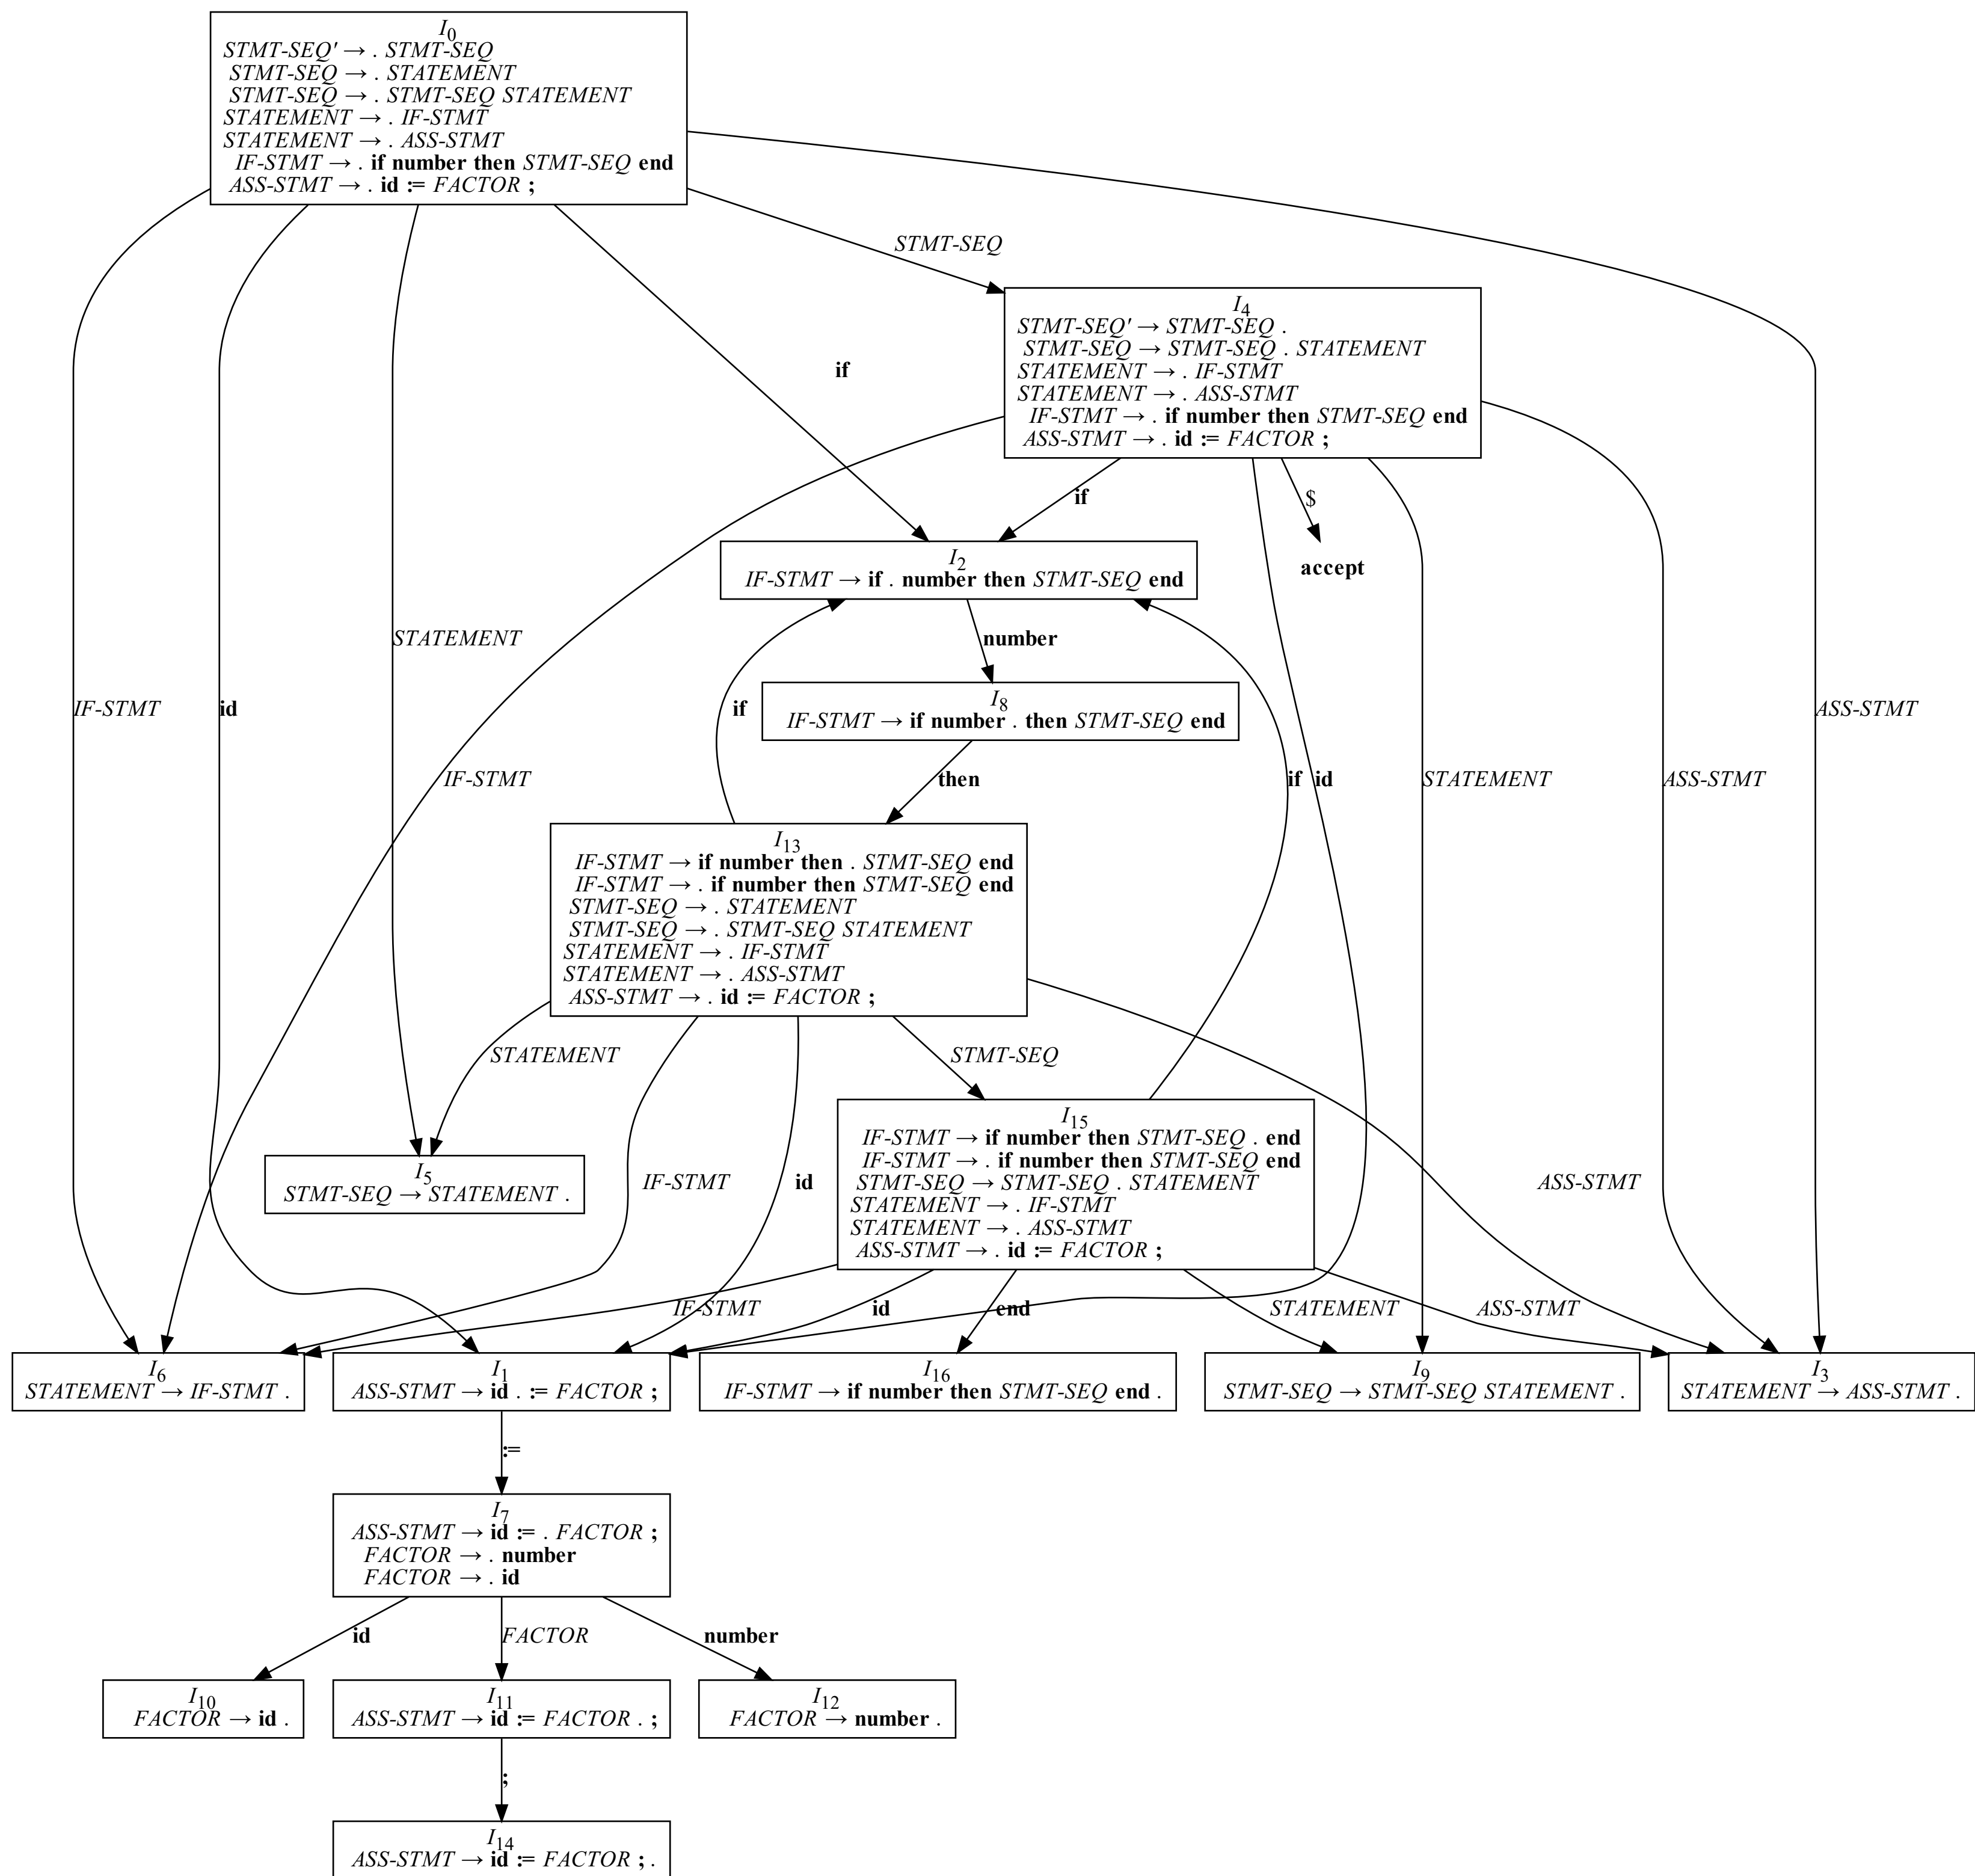 I0
STMT-SEQ' → . STMT-SEQ
STMT-SEQ → . STATEMENT
STMT-SEQ → . STMT-SEQ STATEMENT
STATEMENT → . IF-STMT
STATEMENT → . ASS-STMT
IF-STMT → . if number then STMT-SEQ end
ASS-STMT → . id := FACTOR ;
STMT-SEQ
I4
STMT-SEQ' → STMT-SEQ .
STMT-SEQ → STMT-SEQ . STATEMENT
STATEMENT → . IF-STMT
STATEMENT → . ASS-STMT
IF-STMT → . if number then STMT-SEQ end
ASS-STMT → . id := FACTOR ;
if
if
$
accept
I2
IF-STMT → if . number then STMT-SEQ end
STATEMENT
number
I8
IF-STMT → if number . then STMT-SEQ end
IF-STMT
id
if
ASS-STMT
IF-STMT
then
if
id
STATEMENT
ASS-STMT
I13
IF-STMT → if number then . STMT-SEQ end
IF-STMT → . if number then STMT-SEQ end
STMT-SEQ → . STATEMENT
STMT-SEQ → . STMT-SEQ STATEMENT
STATEMENT → . IF-STMT
STATEMENT → . ASS-STMT
ASS-STMT → . id := FACTOR ;
STATEMENT
STMT-SEQ
I15
IF-STMT → if number then STMT-SEQ . end
IF-STMT → . if number then STMT-SEQ end
STMT-SEQ → STMT-SEQ . STATEMENT
STATEMENT → . IF-STMT
STATEMENT → . ASS-STMT
ASS-STMT → . id := FACTOR ;
I5
STMT-SEQ → STATEMENT .
IF-STMT
id
ASS-STMT
IF-STMT
id
end
STATEMENT
ASS-STMT
I6
STATEMENT → IF-STMT .
I1
ASS-STMT → id . := FACTOR ;
I16
IF-STMT → if number then STMT-SEQ end .
I9
STMT-SEQ → STMT-SEQ STATEMENT .
I3
STATEMENT → ASS-STMT .
:=
I7
ASS-STMT → id := . FACTOR ;
FACTOR → . number
FACTOR → . id
id
FACTOR
number
I10
FACTOR → id .
I11
ASS-STMT → id := FACTOR . ;
I12
FACTOR → number .
;
I14
ASS-STMT → id := FACTOR ; .